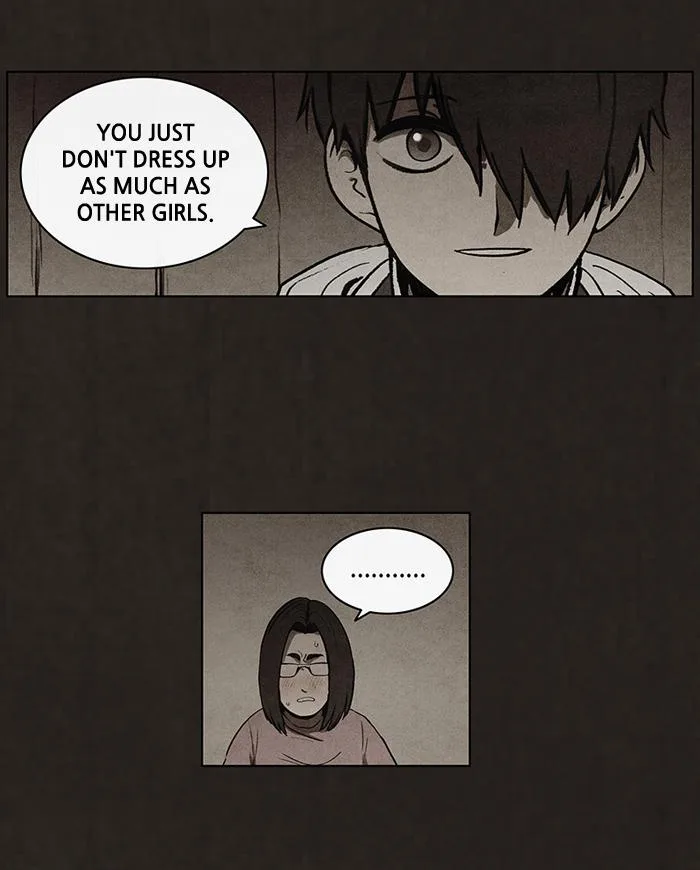 YOU JUST
DON'T DRESS UP
AS MUCH AS
OTHER GIRLS.
...........